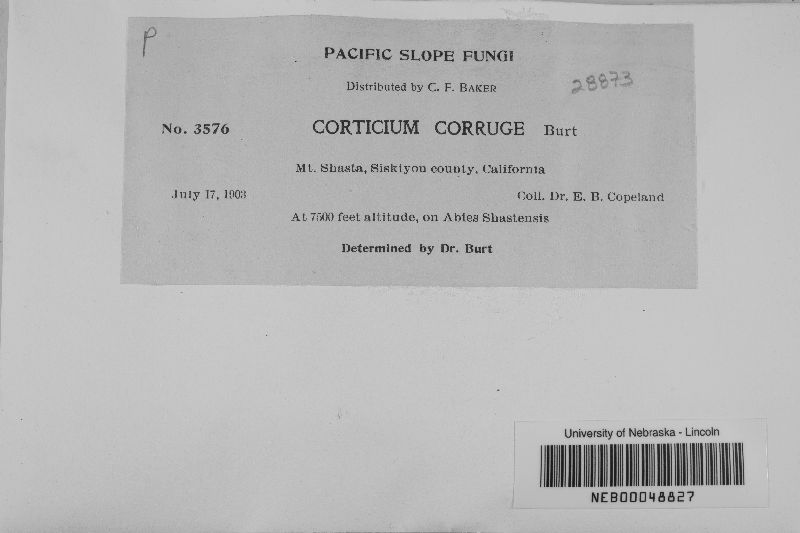 P
PACIFIC SLOPE FUNGI
Distributed by C. F. BAKER
28873
No. 3576
CORTICIUM CORRUGE Burt
Mt. Shasta, Siskiyou county, California
July 17, 1903
Coll. Dr. E. B. Copeland
At 7500 feet altitude, on Abies Shastensis
Determined by Dr. Burt
University of Nebraska - Lincoln
NEB00048827